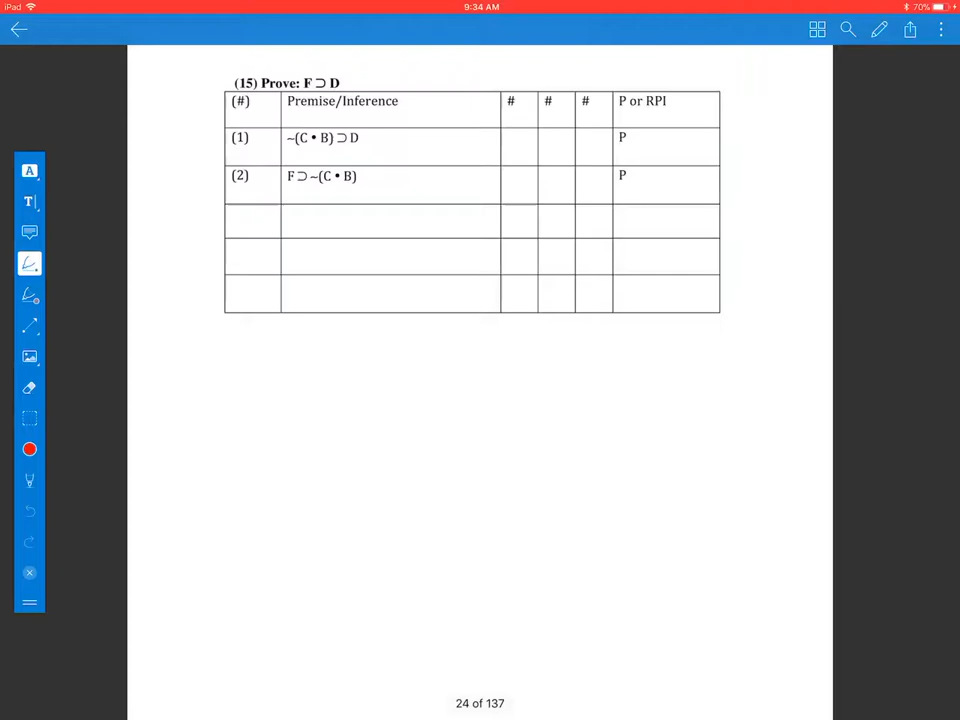 iPad 9:34 AM 70%
(15) Prove: F ⊃ D
(#) Premise/Inference # # # P or RPI
(1) ~(C • B) ⊃ D P
(2) F ⊃ ~(C • B) P
A
T
24 of 137